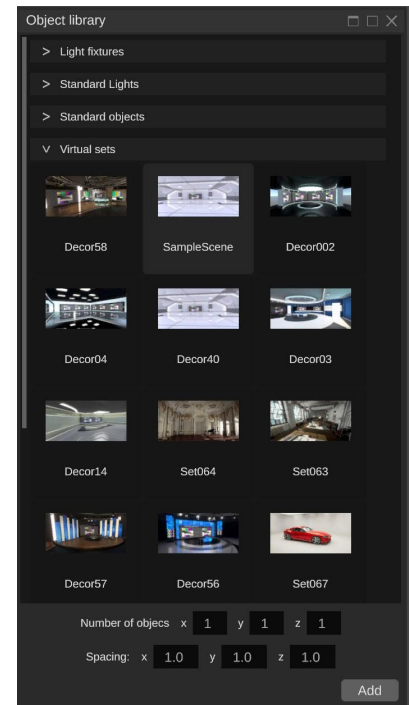 Object library
> Light fixtures
> Standard Lights
> Standard objects
v Virtual sets
Decor58 SampleScene Decor002
Decor04 Decor40 Decor03
Decor14 Set064 Set063
Decor57 Decor56 Set067
Number of objecs x 1 y 1 z 1
Spacing: x 1.0 y 1.0 z 1.0
Add